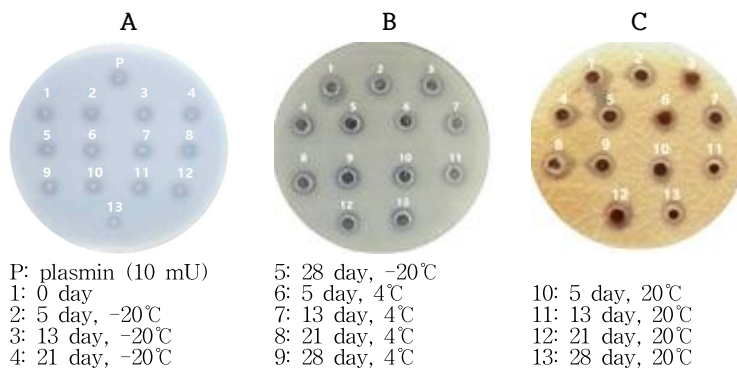 A B C
P
1 2 3 4
5 6 7 8
9 10 11 12
13
1 2 3
4 5 6 7
8 9 10 11
12 13
1 2 3
4 5 6 7
8 9 10 11
12 13
P: plasmin (10 mU)
1: 0 day
2: 5 day, -20℃
3: 13 day, -20℃
4: 21 day, -20℃
5: 28 day, -20℃
6: 5 day, 4℃
7: 13 day, 4℃
8: 21 day, 4℃
9: 28 day, 4℃
10: 5 day, 20℃
11: 13 day, 20℃
12: 21 day, 20℃
13: 28 day, 20℃